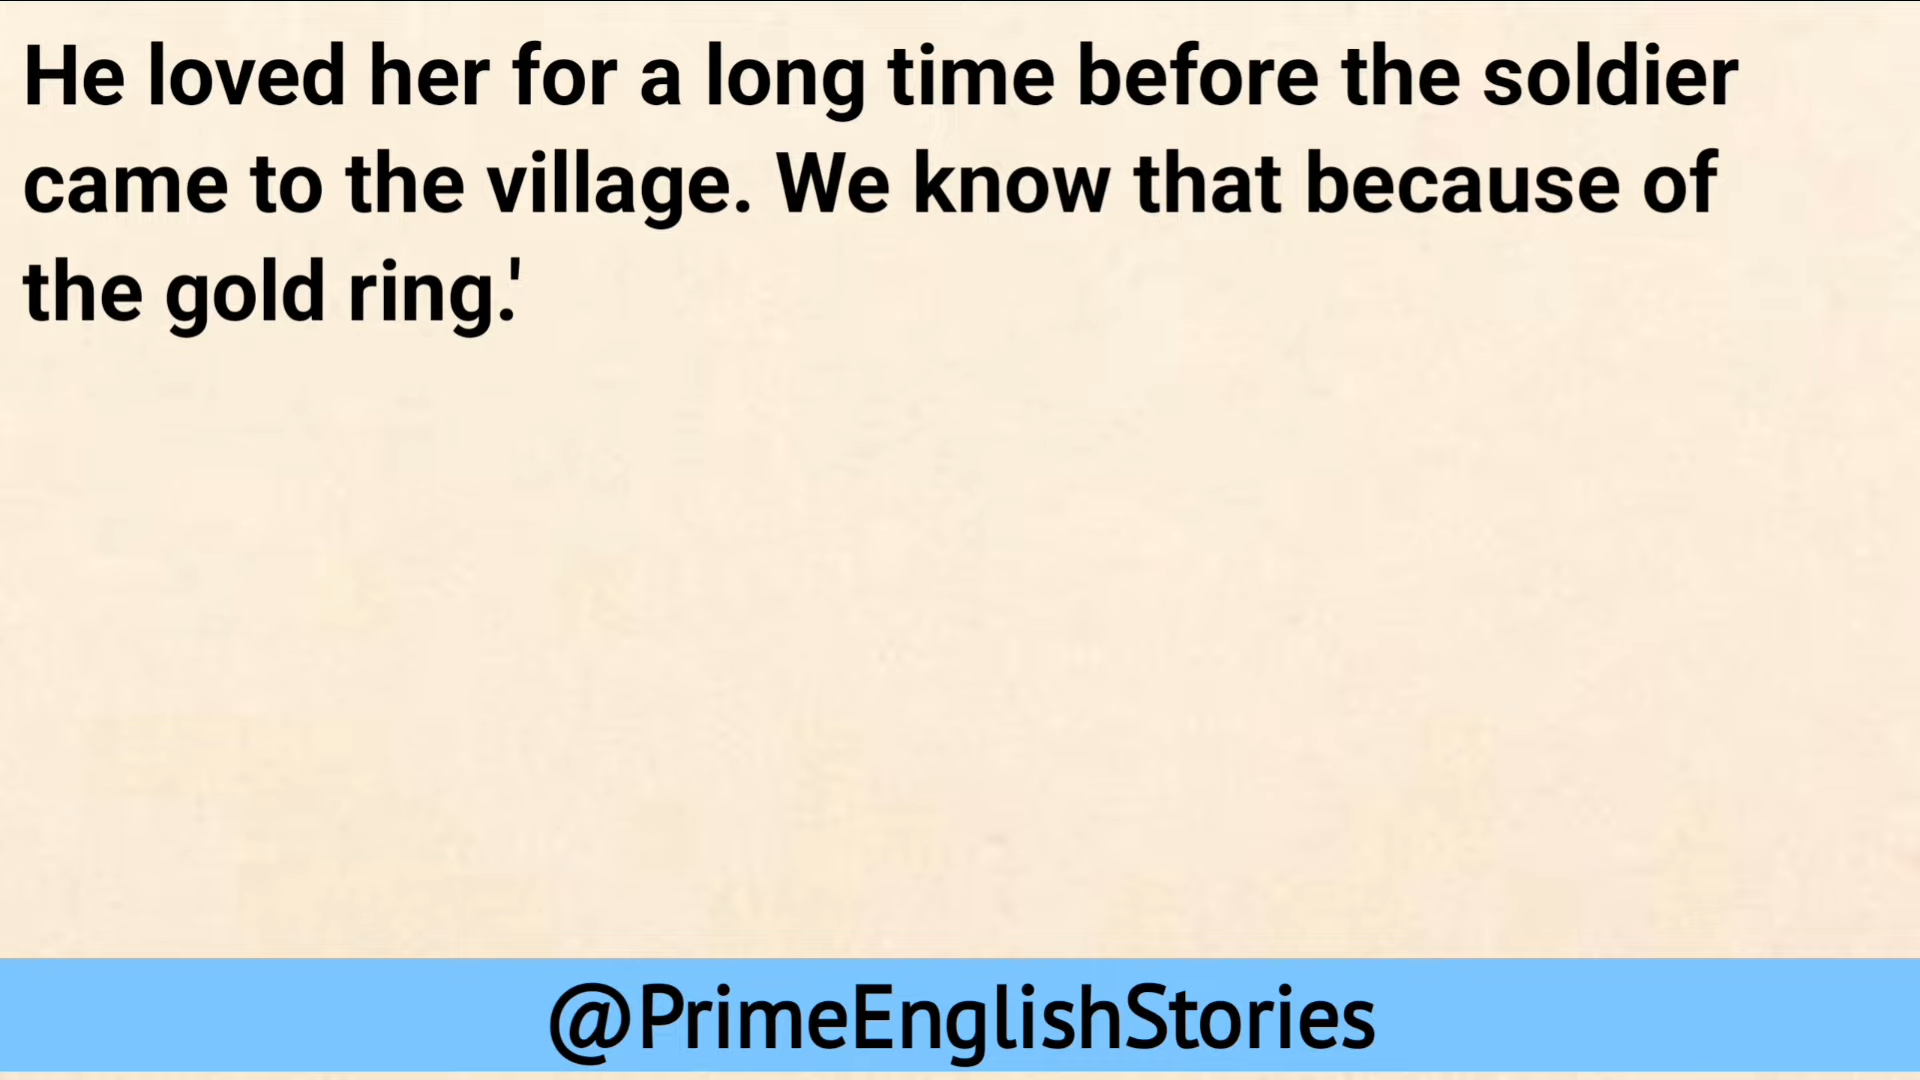 He loved her for a long time before the soldier
came to the village. We know that because of
the gold ring.'
@PrimeEnglishStories